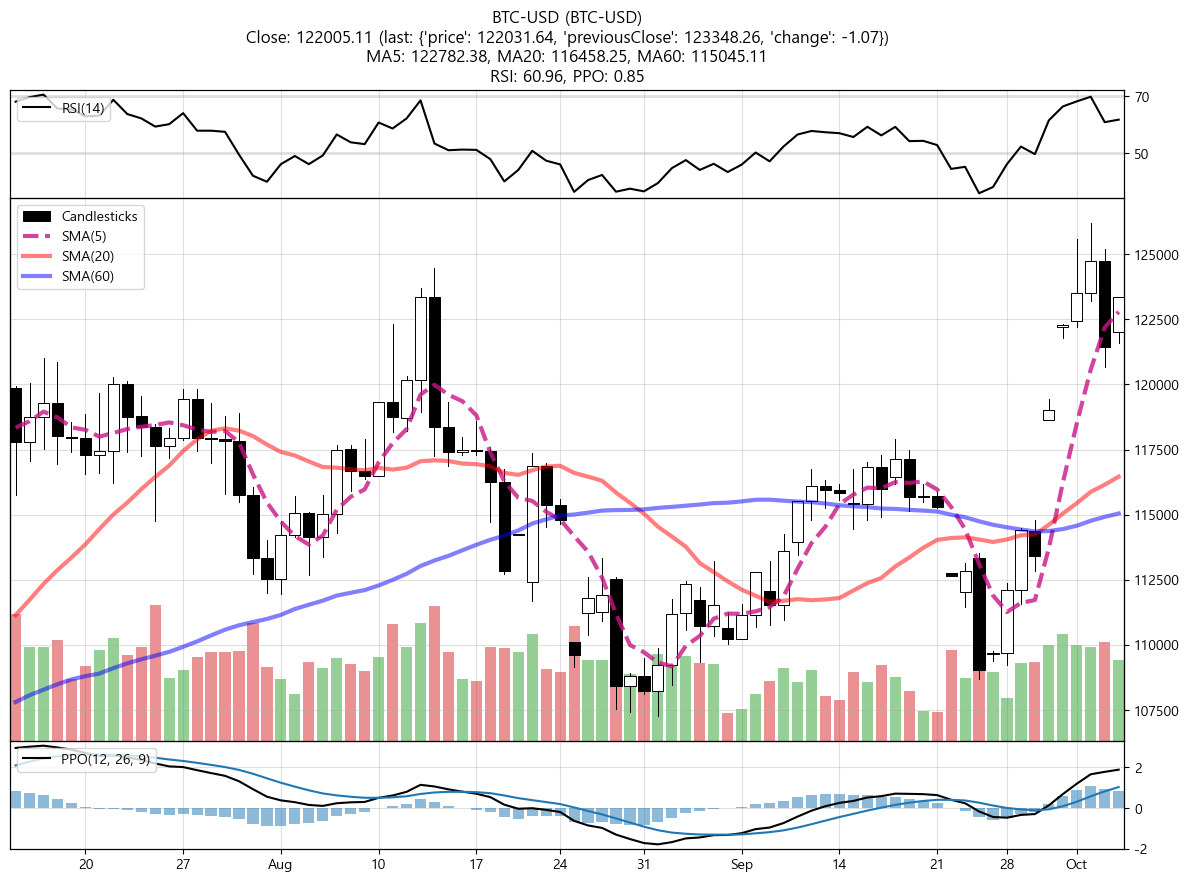 BTC-USD (BTC-USD)
Close: 122005.11 (last: {'price': 122031.64, 'previousClose': 123348.26, 'change': -1.07})
MA5: 122782.38, MA20: 116458.25, MA60: 115045.11
RSI: 60.96, PPO: 0.85
RSI(14)
70
50
Candlesticks
SMA(5)
SMA(20)
SMA(60)
125000
122500
120000
117500
115000
112500
110000
107500
PPO(12, 26, 9)
2
0
-2
20 27 Aug 10 17 24 31 Sep 14 21 28 Oct